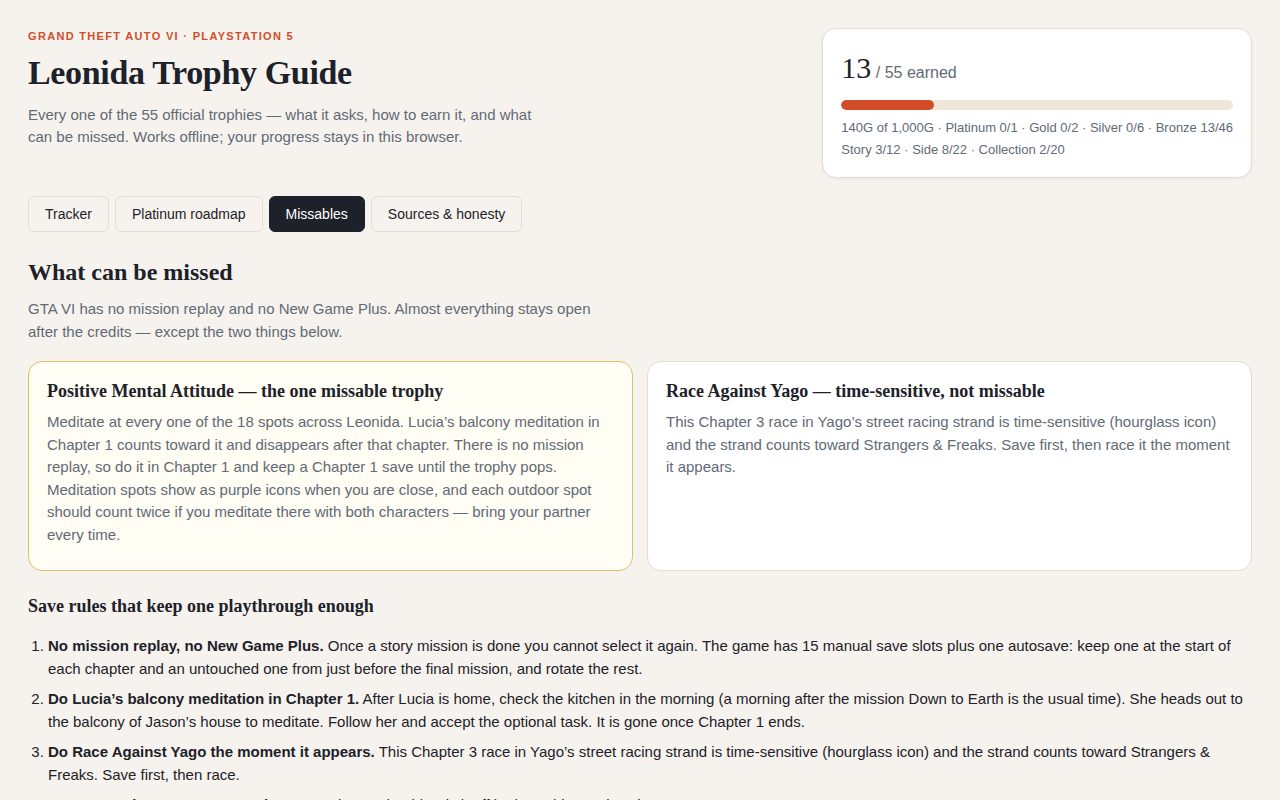 GRAND THEFT AUTO VI · PLAYSTATION 5
Leonida Trophy Guide
Every one of the 55 official trophies — what it asks, how to earn it, and what
can be missed. Works offline; your progress stays in this browser.
13 / 55 earned
140G of 1,000G · Platinum 0/1 · Gold 0/2 · Silver 0/6 · Bronze 13/46
Story 3/12 · Side 8/22 · Collection 2/20
Tracker
Platinum roadmap
Missables
Sources & honesty
What can be missed
GTA VI has no mission replay and no New Game Plus. Almost everything stays open
after the credits — except the two things below.
Positive Mental Attitude — the one missable trophy
Meditate at every one of the 18 spots across Leonida. Lucia’s balcony meditation in
Chapter 1 counts toward it and disappears after that chapter. There is no mission
replay, so do it in Chapter 1 and keep a Chapter 1 save until the trophy pops.
Meditation spots show as purple icons when you are close, and each outdoor spot
should count twice if you meditate there with both characters — bring your partner
every time.
Race Against Yago — time-sensitive, not missable
This Chapter 3 race in Yago’s street racing strand is time-sensitive (hourglass icon)
and the strand counts toward Strangers & Freaks. Save first, then race it the moment
it appears.
Save rules that keep one playthrough enough
1. No mission replay, no New Game Plus. Once a story mission is done you cannot select it again. The game has 15 manual save slots plus one autosave: keep one at the start of
each chapter and an untouched one from just before the final mission, and rotate the rest.
2. Do Lucia’s balcony meditation in Chapter 1. After Lucia is home, check the kitchen in the morning (a morning after the mission Down to Earth is the usual time). She heads out to
the balcony of Jason’s house to meditate. Follow her and accept the optional task. It is gone once Chapter 1 ends.
3. Do Race Against Yago the moment it appears. This Chapter 3 race in Yago’s street racing strand is time-sensitive (hourglass icon) and the strand counts toward Strangers &
Freaks. Save first, then race.